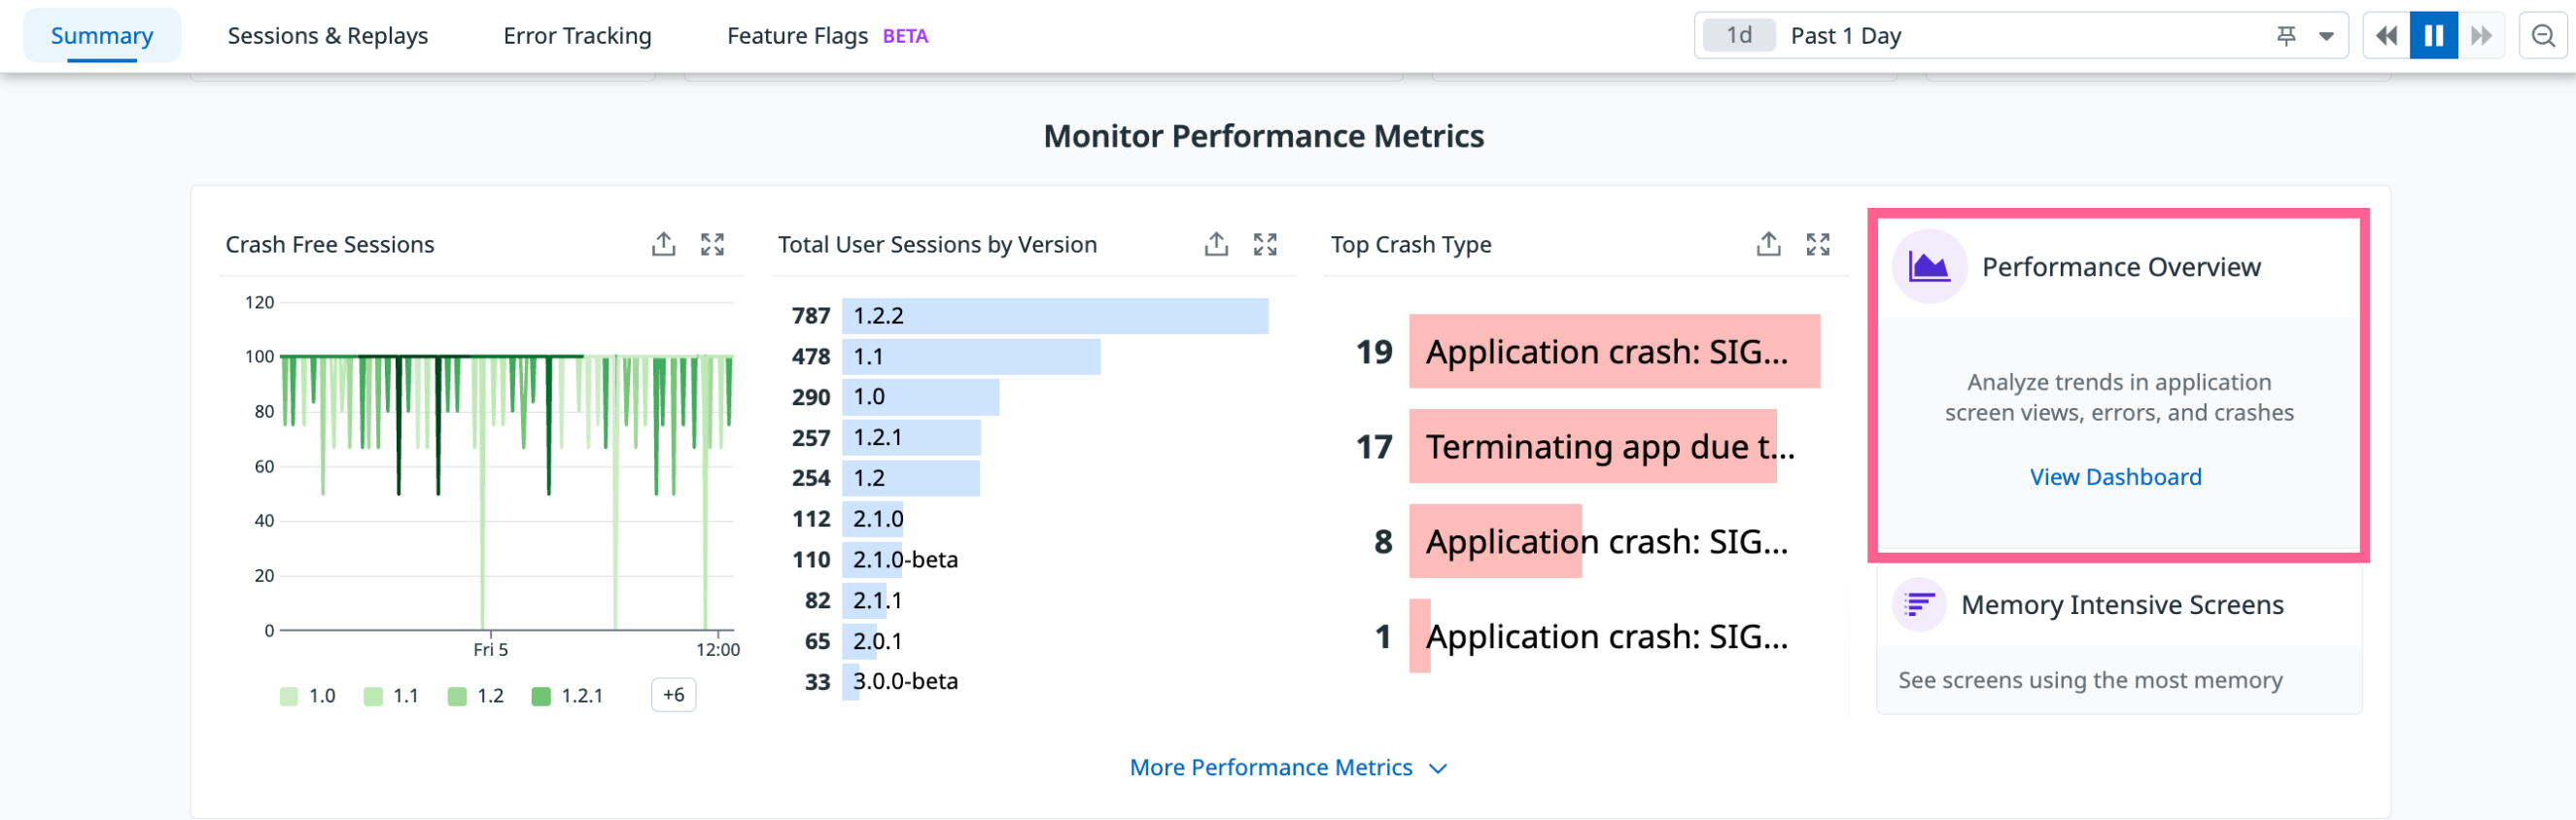 Summary
Sessions & Replays
Error Tracking
Feature Flags BETA
1d Past 1 Day
Monitor Performance Metrics
Crash Free Sessions
120
100
80
60
40
20
0
Fri 5
12:00
1.0
1.1
1.2
1.2.1
+6
Total User Sessions by Version
787 1.2.2
478 1.1
290 1.0
257 1.2.1
254 1.2
112 2.1.0
110 2.1.0-beta
82 2.1.1
65 2.0.1
33 3.0.0-beta
Top Crash Type
19 Application crash: SIG...
17 Terminating app due t...
8 Application crash: SIG...
1 Application crash: SIG...
Performance Overview
Analyze trends in application
screen views, errors, and crashes
View Dashboard
Memory Intensive Screens
See screens using the most memory
More Performance Metrics